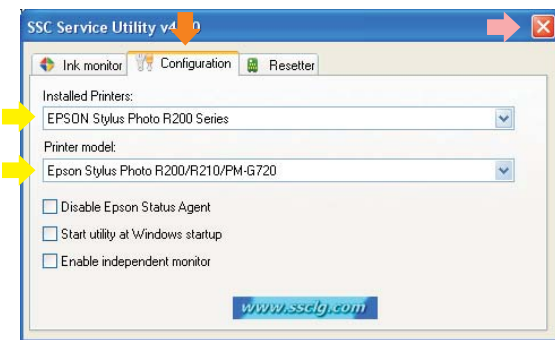 SSC Service Utility v4.0
Ink monitor Configuration Resetter
Installed Printers:
EPSON Stylus Photo R200 Series
Printer model:
Epson Stylus Photo R200/R210/PM-G720
Disable Epson Status Agent
Start utility at Windows startup
Enable independent monitor
www.ssclg.com